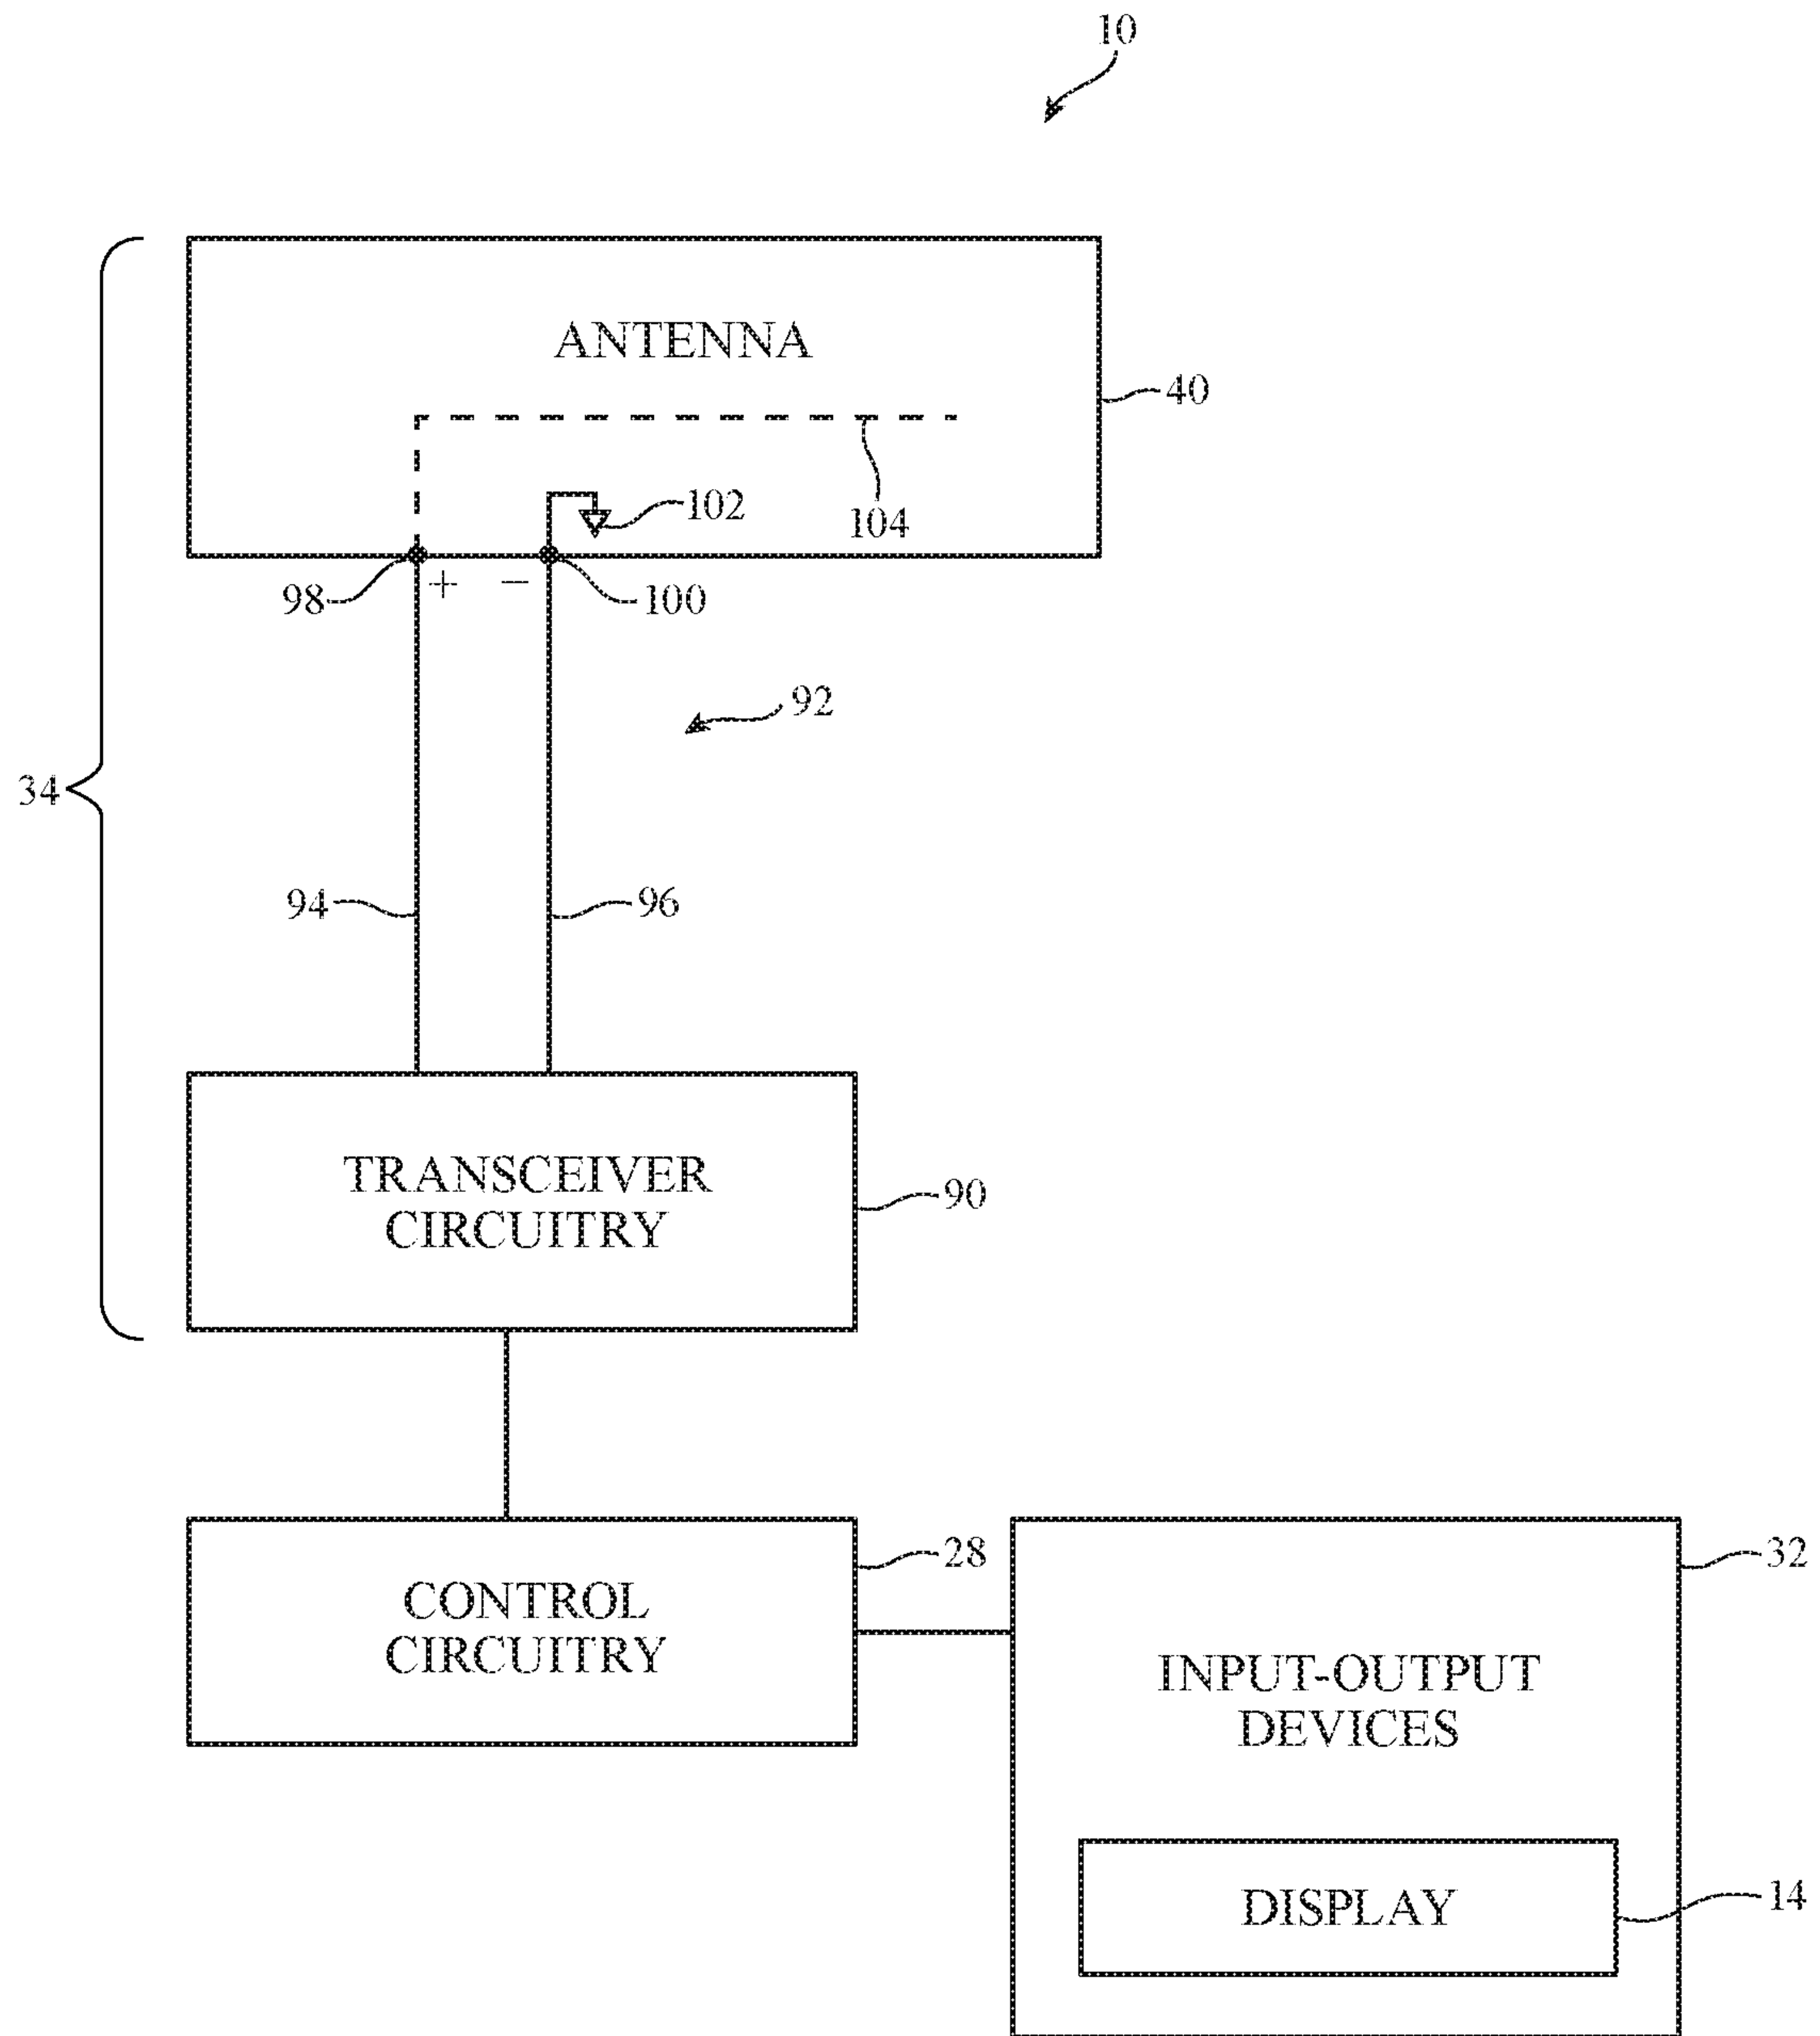 10
ANTENNA
40
102
104
98
+
−
100
92
34
94
96
TRANSCEIVER
CIRCUITRY
90
28
32
CONTROL
CIRCUITRY
INPUT-OUTPUT
DEVICES
DISPLAY
14